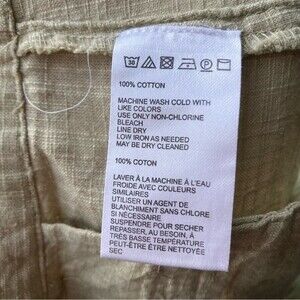 30 P
100% COTTON
MACHINE WASH COLD WITH
LIKE COLORS
USE ONLY NON-CHLORINE
BLEACH
LINE DRY
LOW IRON AS NEEDED
MAY BE DRY CLEANED
100% COTON
LAVER À LA MACHINE À L'EAU
FROIDE AVEC COULEURS
SIMILAIRES
UTILISER UN AGENT DE
BLANCHIMENT SANS CHLORE
SI NÉCESSAIRE
SUSPENDRE POUR SECHER
REPASSER, AU BESOIN, À
TRÈS BASSE TEMPÉRATURE
PEUT-ÊTRE ÊTRE NETTOYÉE
SEC